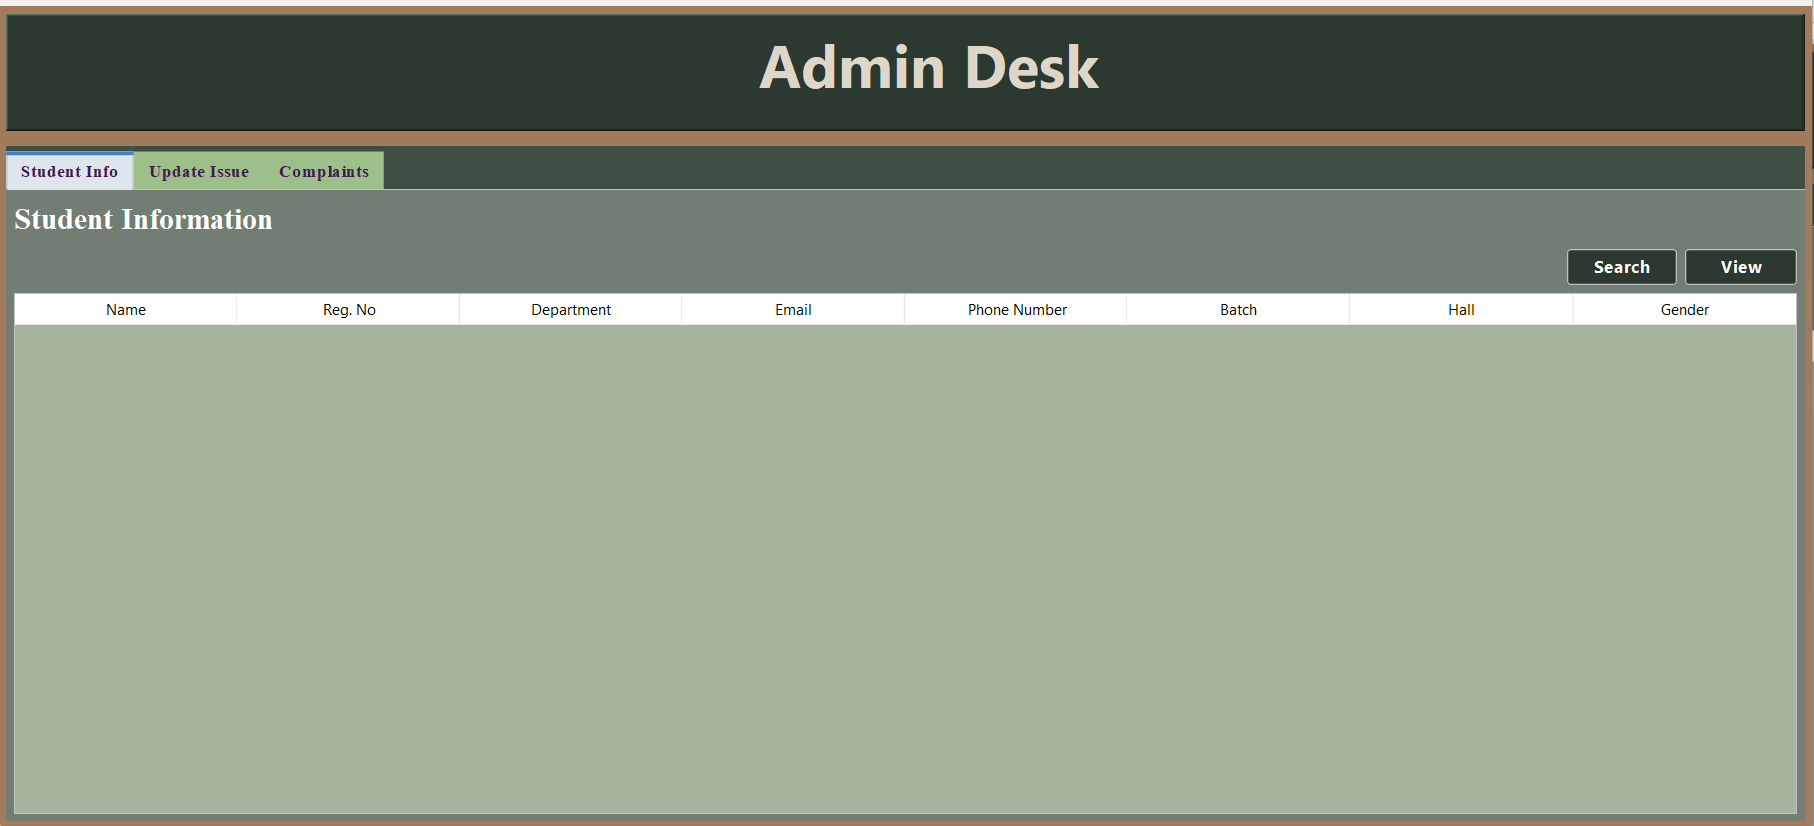 Admin Desk
Student Info Update Issue Complaints
Student Information
Search View
Name Reg. No Department Email Phone Number Batch Hall Gender